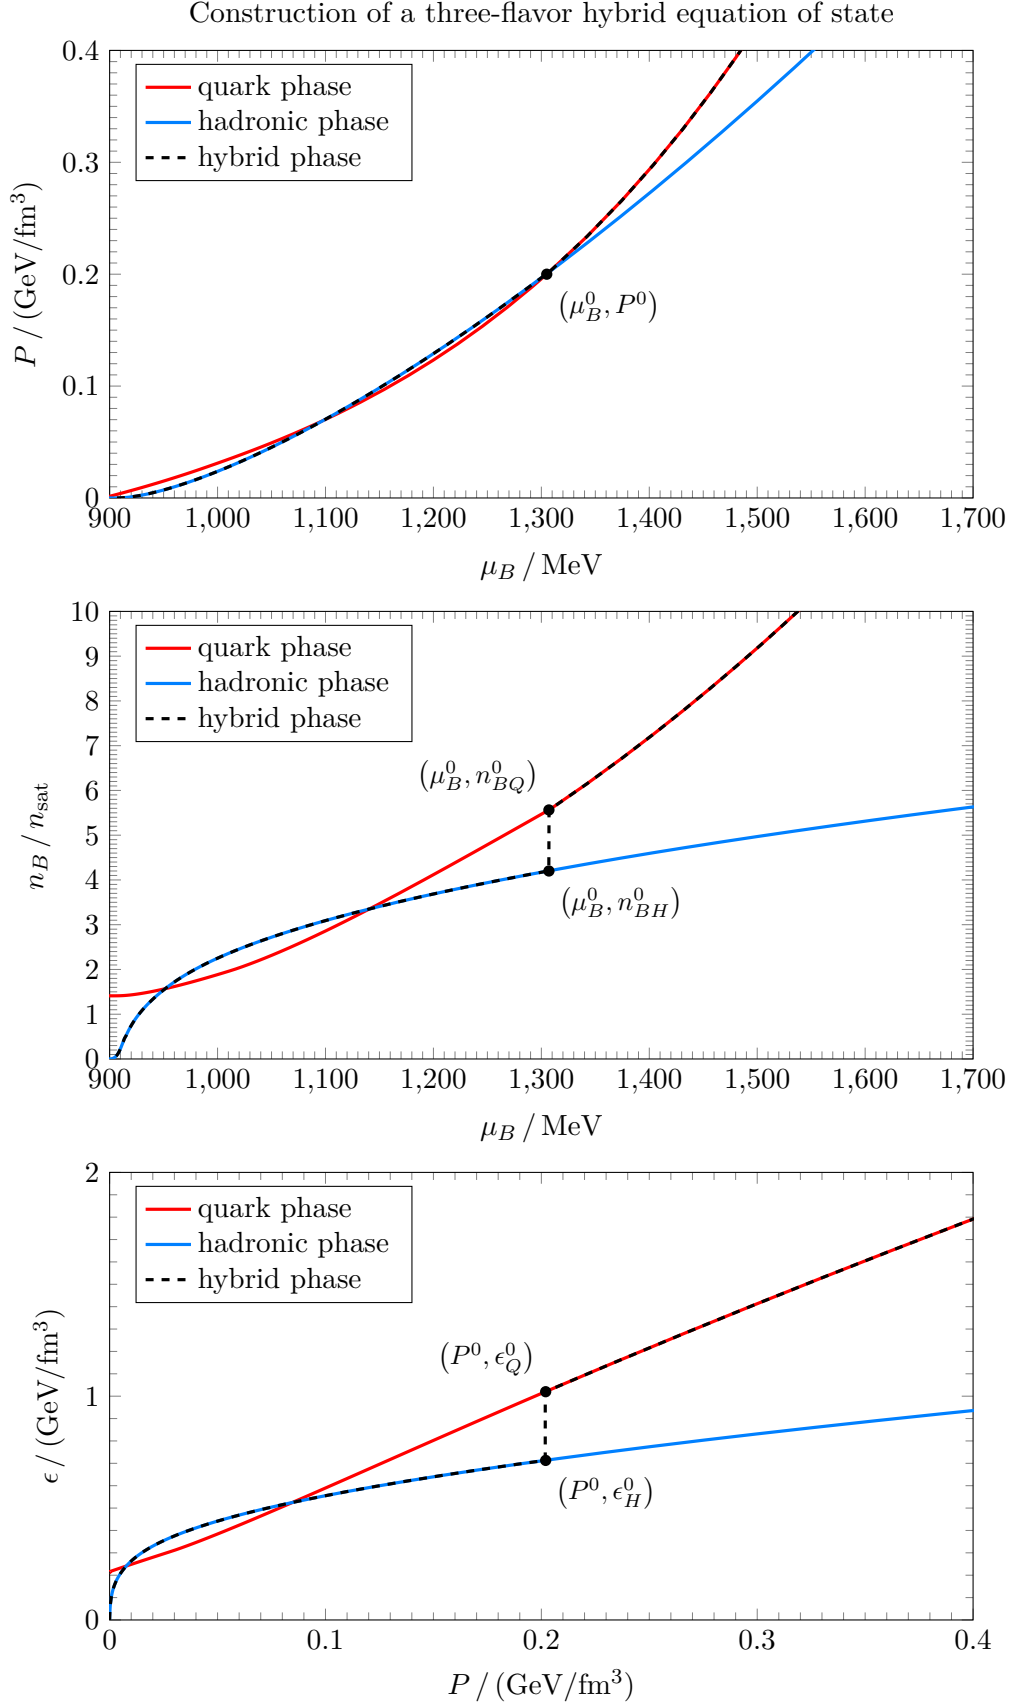 Construction of a three-flavor hybrid equation of state
0.4
0.3
0.2
0.1
0
P / (GeV/fm³)
quark phase
hadronic phase
hybrid phase
(μ_B^0, P^0)
900 1,000 1,100 1,200 1,300 1,400 1,500 1,600 1,700
μ_B / MeV
10
9
8
7
6
5
4
3
2
1
0
n_B / n_sat
quark phase
hadronic phase
hybrid phase
(μ_B^0, n_{BQ}^0)
(μ_B^0, n_{BH}^0)
900 1,000 1,100 1,200 1,300 1,400 1,500 1,600 1,700
μ_B / MeV
2
1
0
ϵ / (GeV/fm³)
quark phase
hadronic phase
hybrid phase
(P^0, ϵ_Q^0)
(P^0, ϵ_H^0)
0 0.1 0.2 0.3 0.4
P / (GeV/fm³)